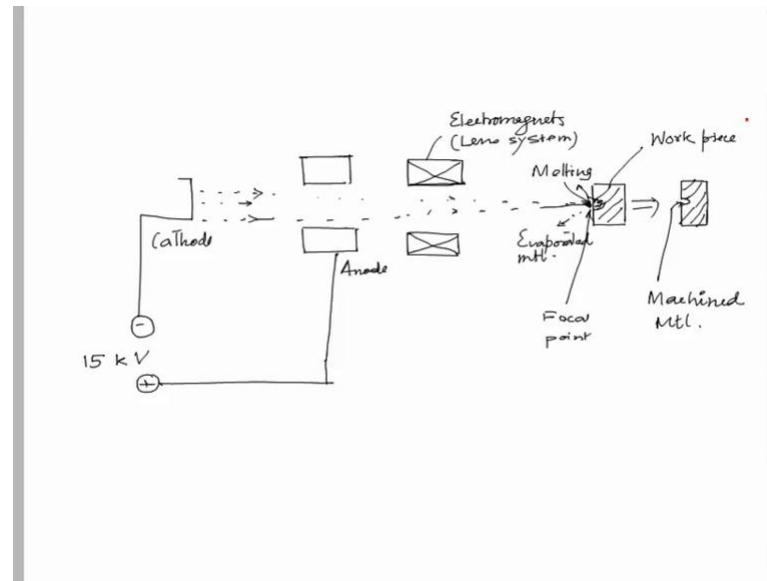 Electromagnets
(Lens system)
Work piece
Melting
Cathode
Evaporated
mtl.
Anode
Machined
Mtl.
Focal
point
-
15 kV
+